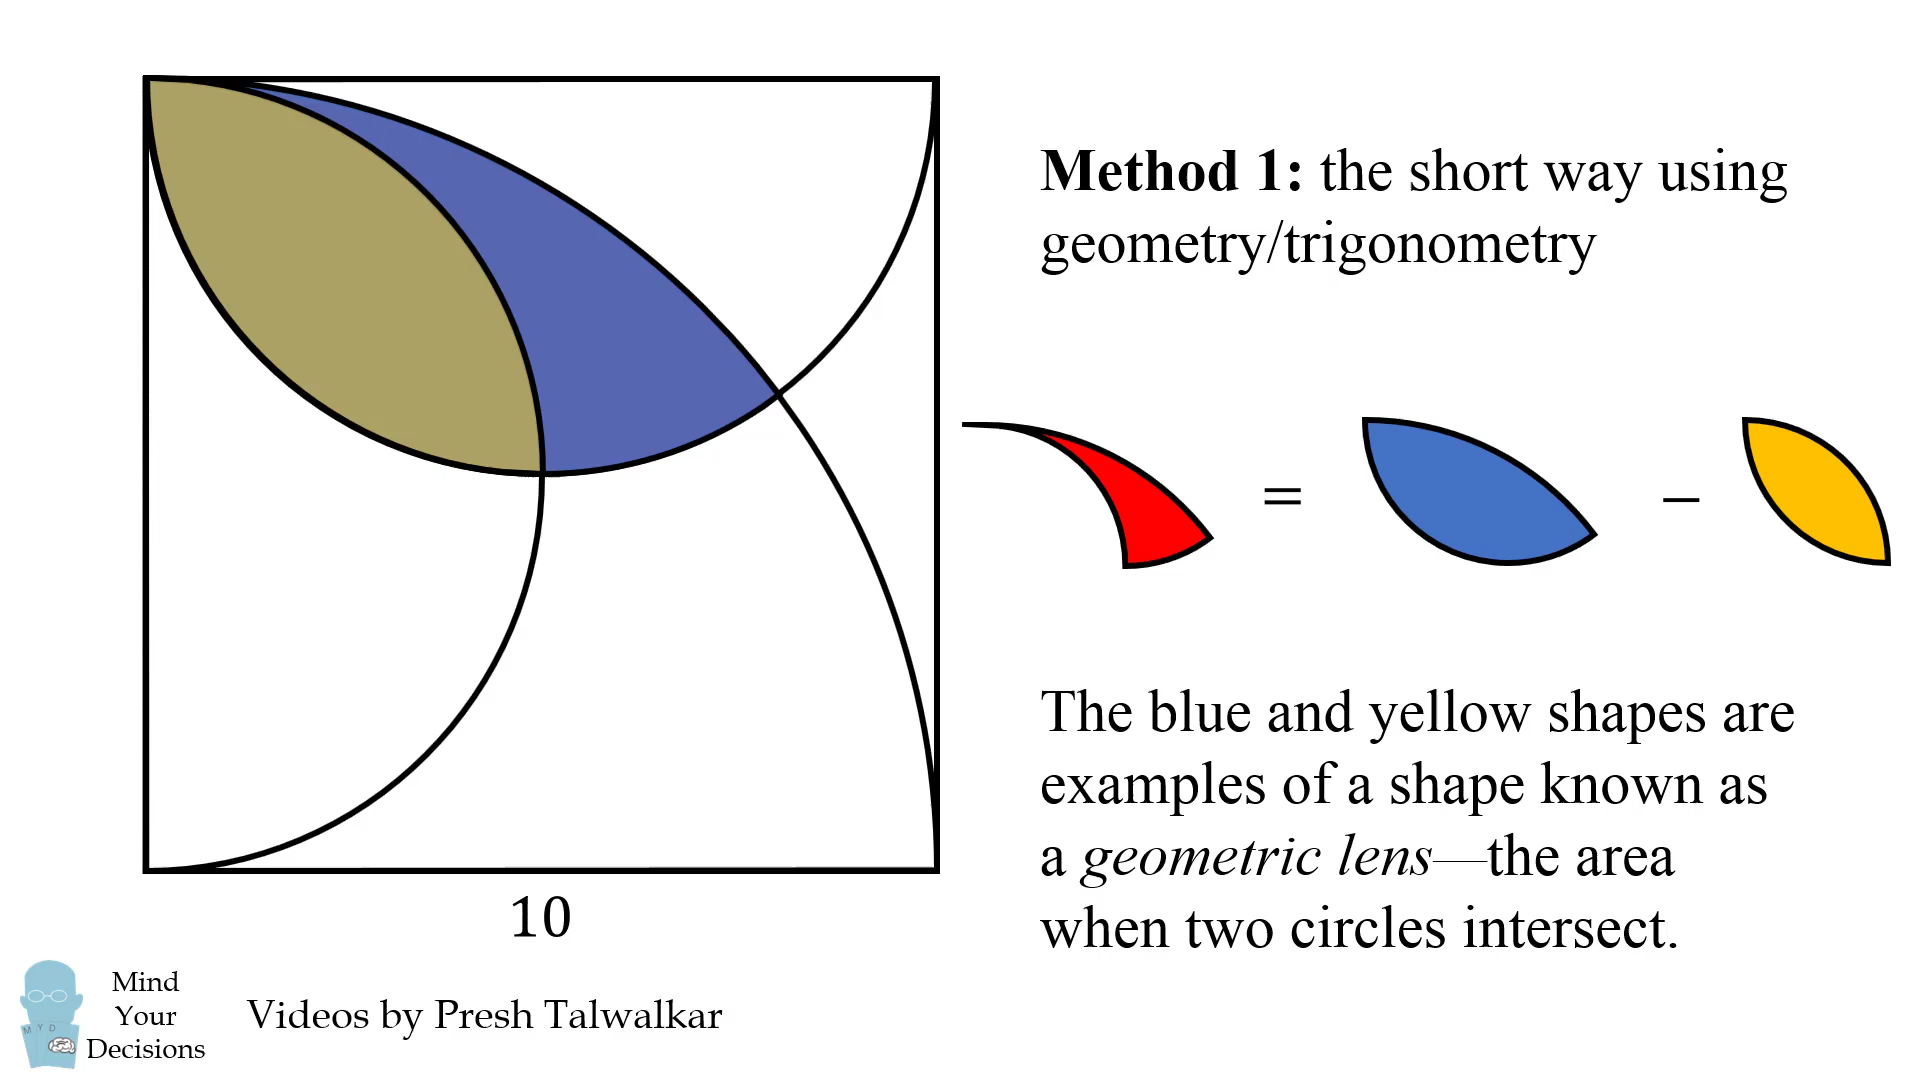 Method 1: the short way using
geometry/trigonometry
=
–
The blue and yellow shapes are
examples of a shape known as
a geometric lens—the area
when two circles intersect.
10
M Y D
Mind
Your
Decisions
Videos by Presh Talwalkar